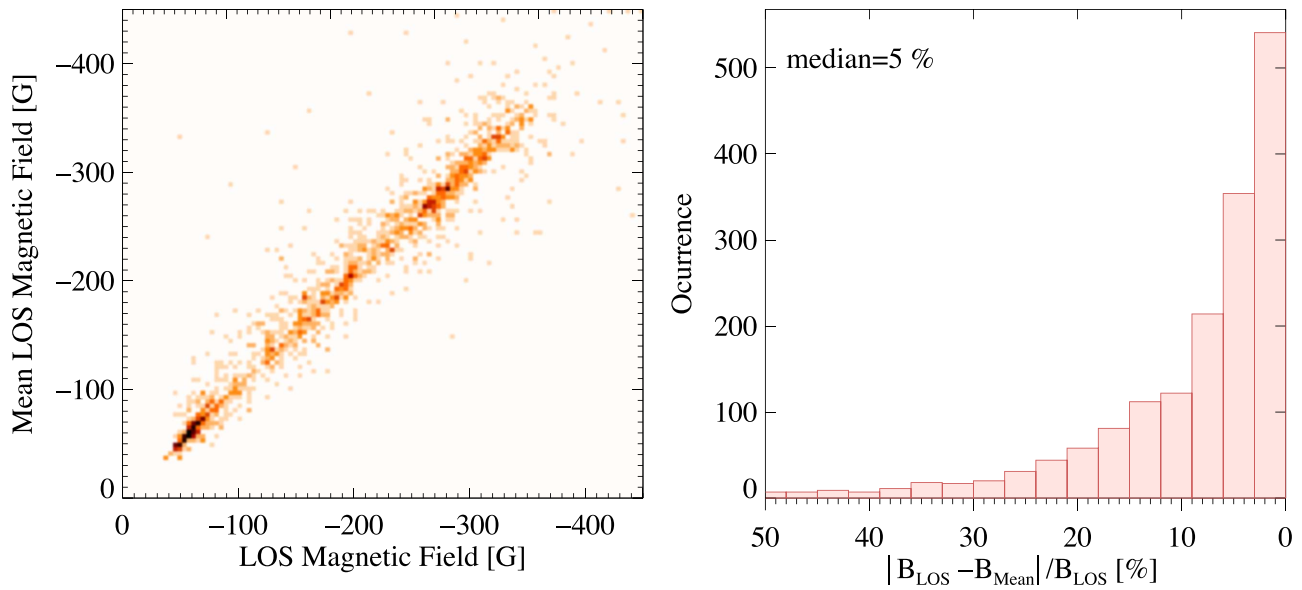 Mean LOS Magnetic Field [G]
−400
−300
−200
−100
0
0 −100 −200 −300 −400
LOS Magnetic Field [G]
median=5 %
Ocurrence
500
400
300
200
100
0
50 40 30 20 10 0
|B_LOS −B_Mean| /B_LOS [%]